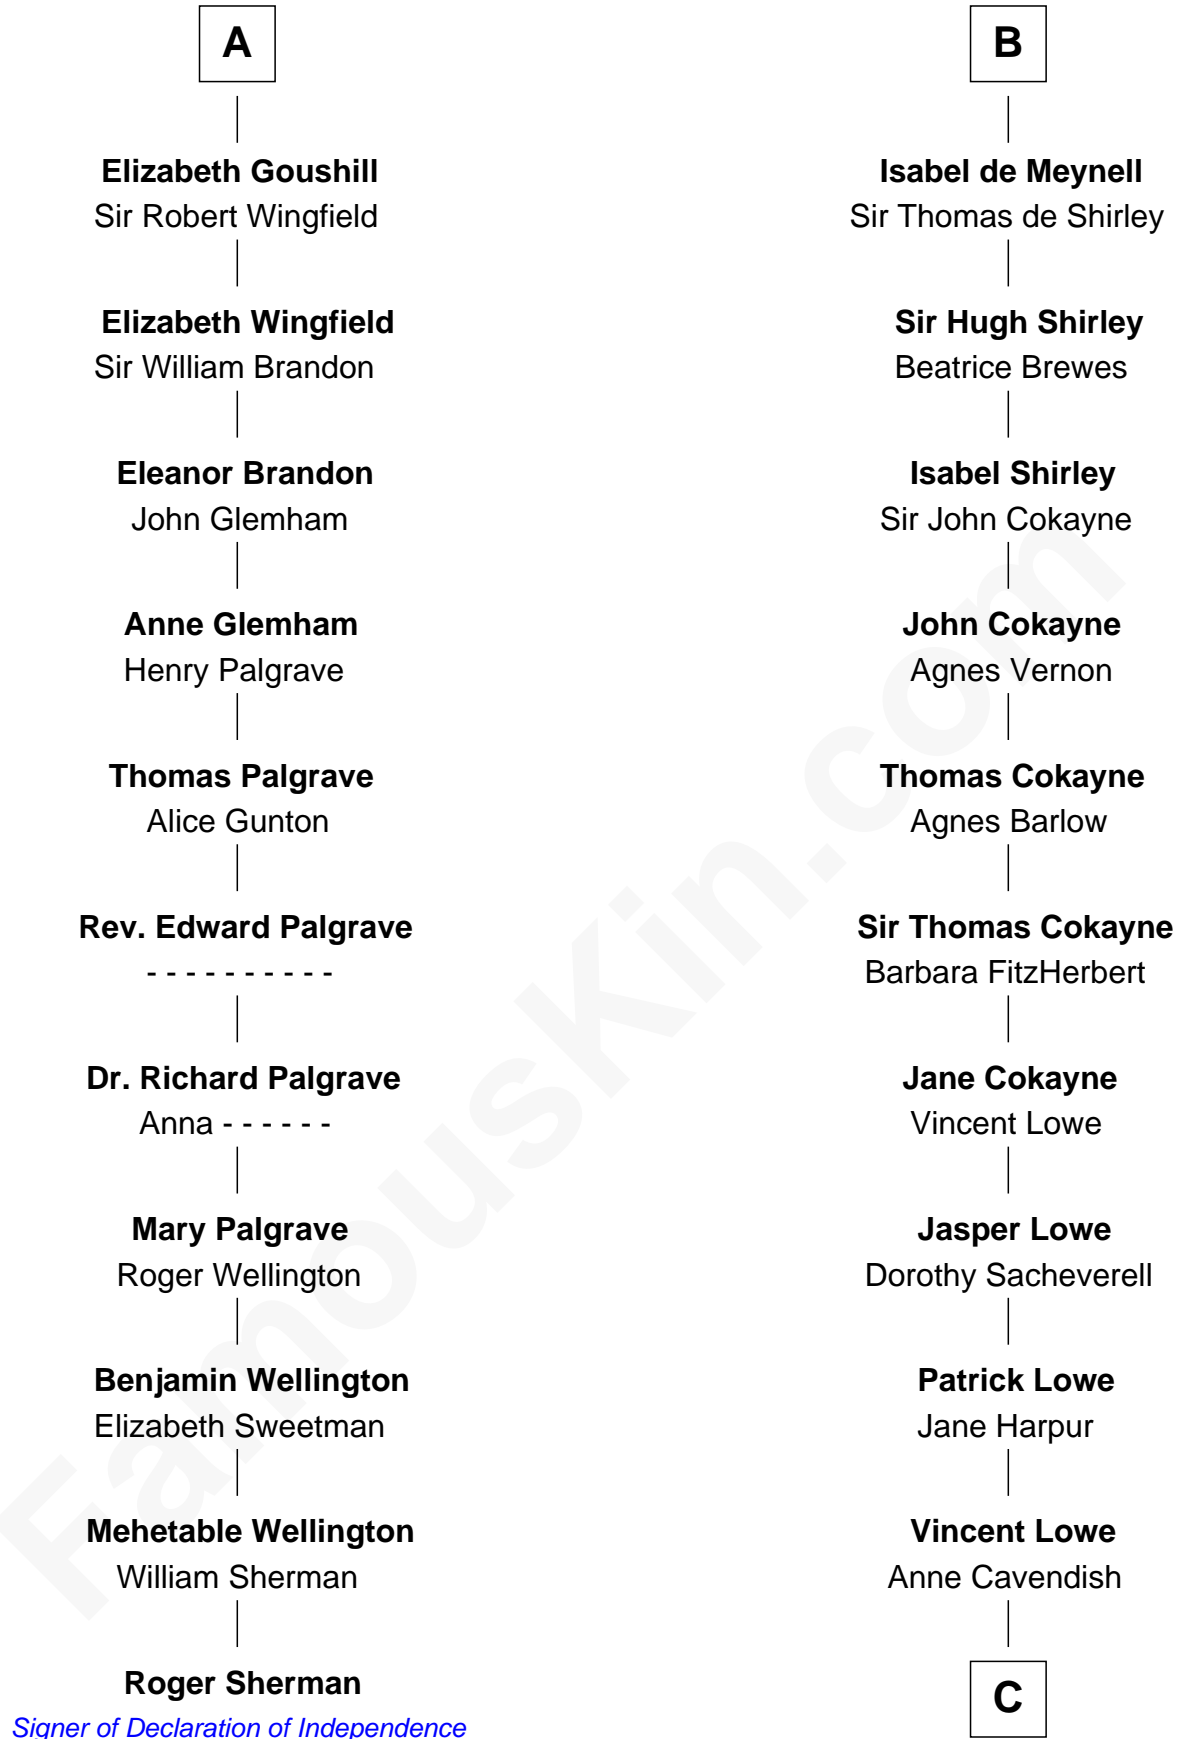 A
Elizabeth Goushill
Sir Robert Wingfield
Elizabeth Wingfield
Sir William Brandon
Eleanor Brandon
John Glemham
Anne Glemham
Henry Palgrave
Thomas Palgrave
Alice Gunton
Rev. Edward Palgrave
- - - - - - - - - -
Dr. Richard Palgrave
Anna - - - - - -
Mary Palgrave
Roger Wellington
Benjamin Wellington
Elizabeth Sweetman
Mehetable Wellington
William Sherman
Roger Sherman
Signer of Declaration of Independence
B
Isabel de Meynell
Sir Thomas de Shirley
Sir Hugh Shirley
Beatrice Brewes
Isabel Shirley
Sir John Cokayne
John Cokayne
Agnes Vernon
Thomas Cokayne
Agnes Barlow
Sir Thomas Cokayne
Barbara FitzHerbert
Jane Cokayne
Vincent Lowe
Jasper Lowe
Dorothy Sacheverell
Patrick Lowe
Jane Harpur
Vincent Lowe
Anne Cavendish
C
FamousKin.com